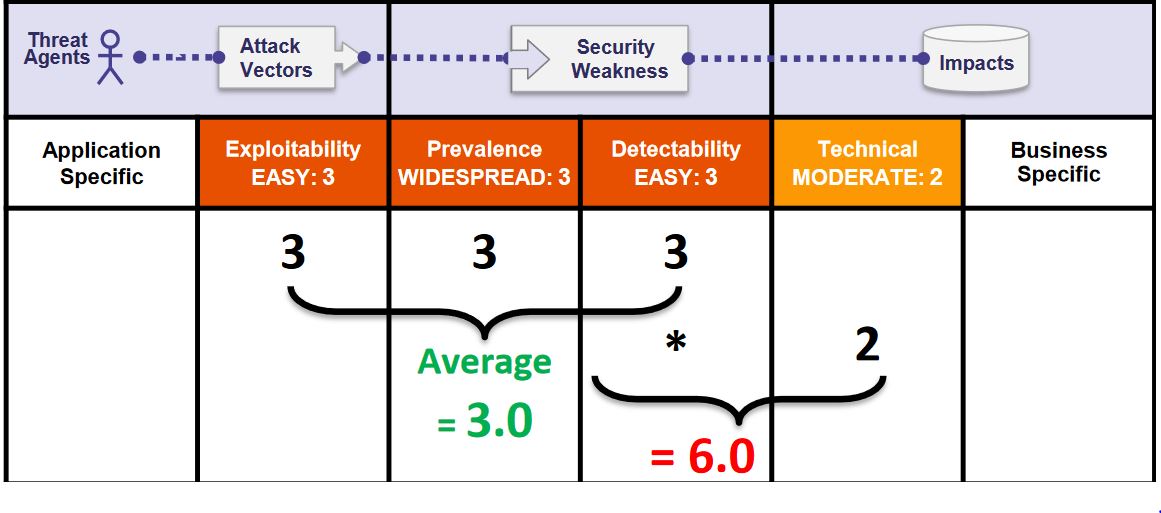 Threat
Agents
Attack
Vectors
Security
Weakness
Impacts
Application
Specific
Exploitability
EASY: 3
Prevalence
WIDESPREAD: 3
Detectability
EASY: 3
Technical
MODERATE: 2
Business
Specific
3
3
3
Average
= 3.0
*
2
= 6.0